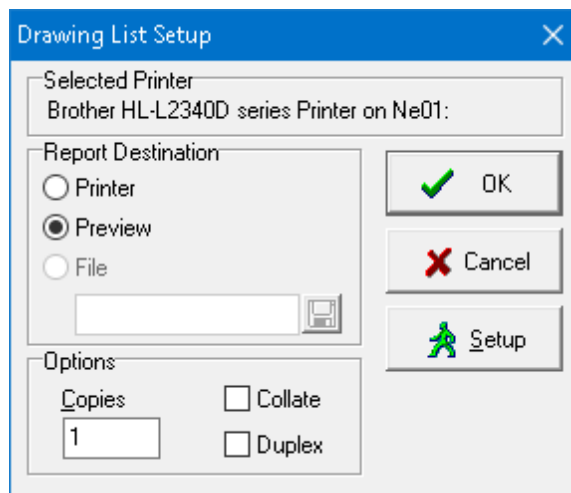 Drawing List Setup
Selected Printer
Brother HL-L2340D series Printer on Ne01:
Report Destination
Printer
Preview
File
OK
Cancel
Setup
Options
Copies
1
Collate
Duplex